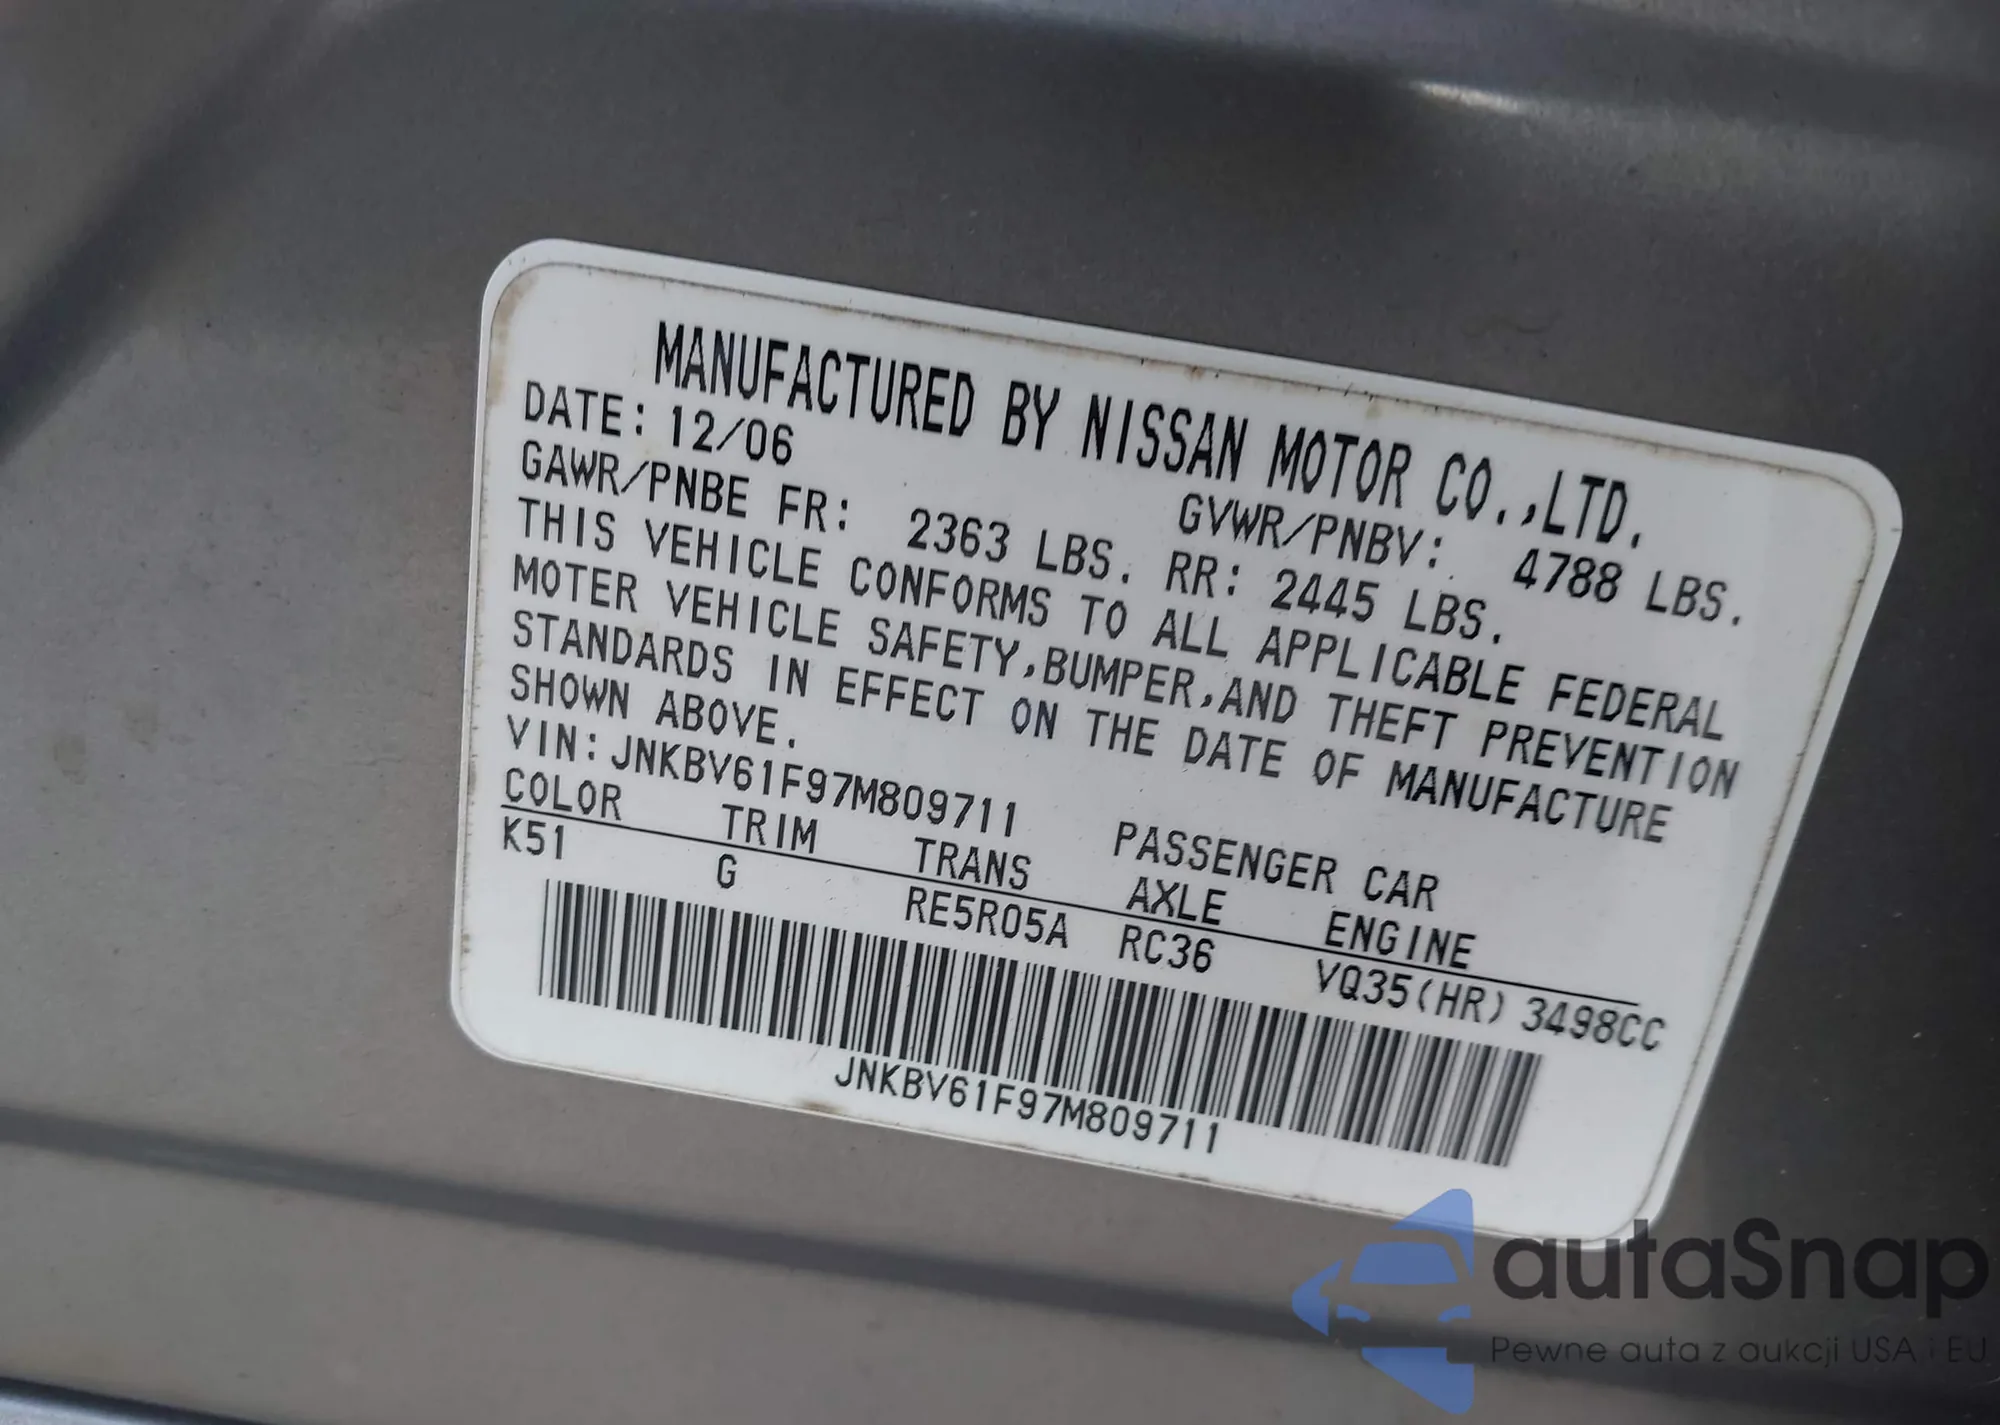 MANUFACTURED BY NISSAN MOTOR CO.,LTD.
DATE: 12/06 GVWR/PNBV: 4788 LBS.
GAWR/PNBE FR: 2363 LBS. RR: 2445 LBS.
THIS VEHICLE CONFORMS TO ALL APPLICABLE FEDERAL
MOTER VEHICLE SAFETY,BUMPER,AND THEFT PREVENTION
STANDARDS IN EFFECT ON THE DATE OF MANUFACTURE
SHOWN ABOVE.
VIN: JNKBV61F97M809711 PASSENGER CAR
COLOR TRIM TRANS AXLE ENGINE
K51 G RE5R05A RC36 VQ35(HR) 3498CC
JNKBV61F97M809711
autaSnap
Pewne auta z aukcji USA i EU